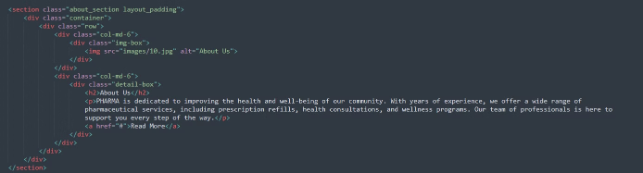 <section class="about_section layout_padding">
<div class="container">
<div class="row">
<div class="col-md-6">
<div class="img-box">
<img src="images/10.jpg" alt="About Us">
</div>
</div>
<div class="col-md-6">
<div class="detail-box">
<h2>About Us</h2>
<p>PHARMA is dedicated to improving the health and well-being of our community. With years of experience, we offer a wide range of
pharmaceutical services, including prescription refills, health consultations, and wellness programs. Our team of professionals is here to
support you every step of the way.</p>
<a href="#">Read More</a>
</div>
</div>
</div>
</div>
</section>